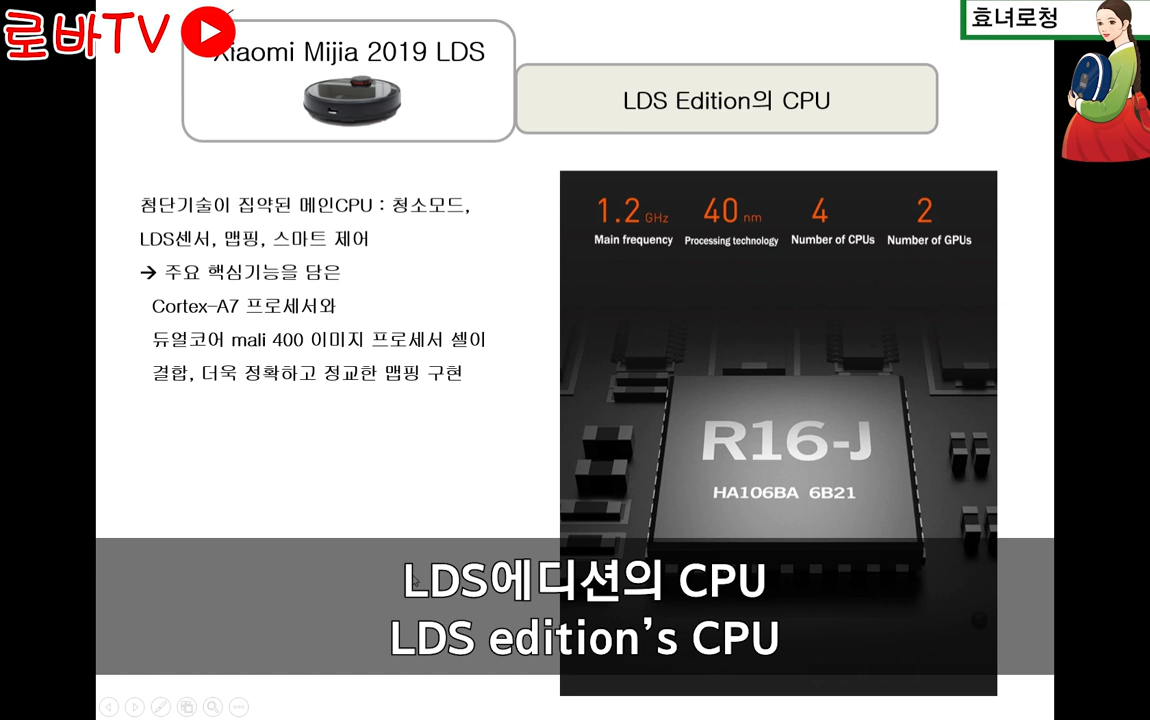 로바TV
Xiaomi Mijia 2019 LDS
효녀로청
LDS Edition의 CPU
첨단기술이 집약된 메인CPU : 청소모드,
LDS센서, 맵핑, 스마트 제어
→ 주요 핵심기능을 담은
Cortex-A7 프로세서와
듀얼코어 mali 400 이미지 프로세서 셀이
결합, 더욱 정확하고 정교한 맵핑 구현
1.2 GHz 40 nm 4 2
Main frequency Processing technology Number of CPUs Number of GPUs
R16-J
HA106BA 6B21
LDS에디션의 CPU
LDS edition's CPU